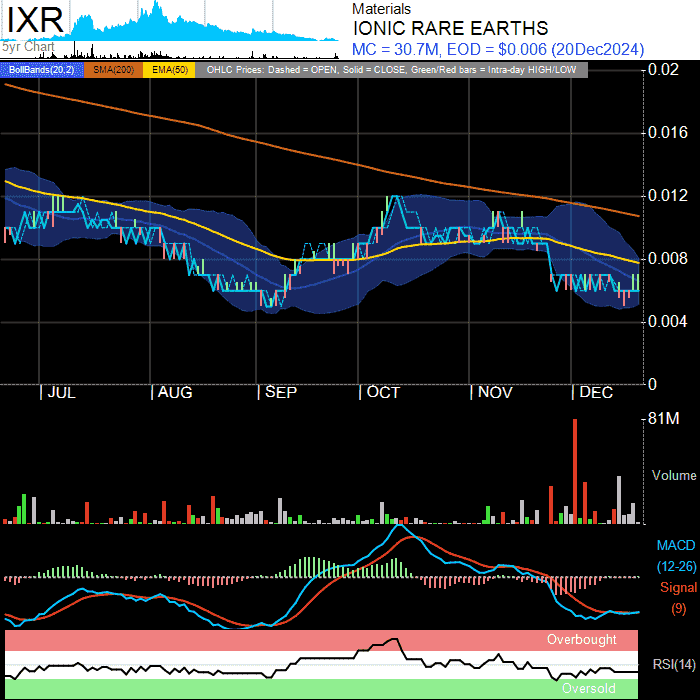 IXR
5yr Chart
Materials
IONIC RARE EARTHS
MC = 30.7M, EOD = $0.006 (20Dec2024)
BollBands(20,2) SMA(200) EMA(50) OHLC Prices: Dashed = OPEN, Solid = CLOSE, Green/Red bars = Intra-day HIGH/LOW
0.02
0.016
0.012
0.008
0.004
0
JUL AUG SEP OCT NOV DEC
81M
Volume
MACD
(12-26)
Signal
(9)
Overbought
RSI(14)
Oversold